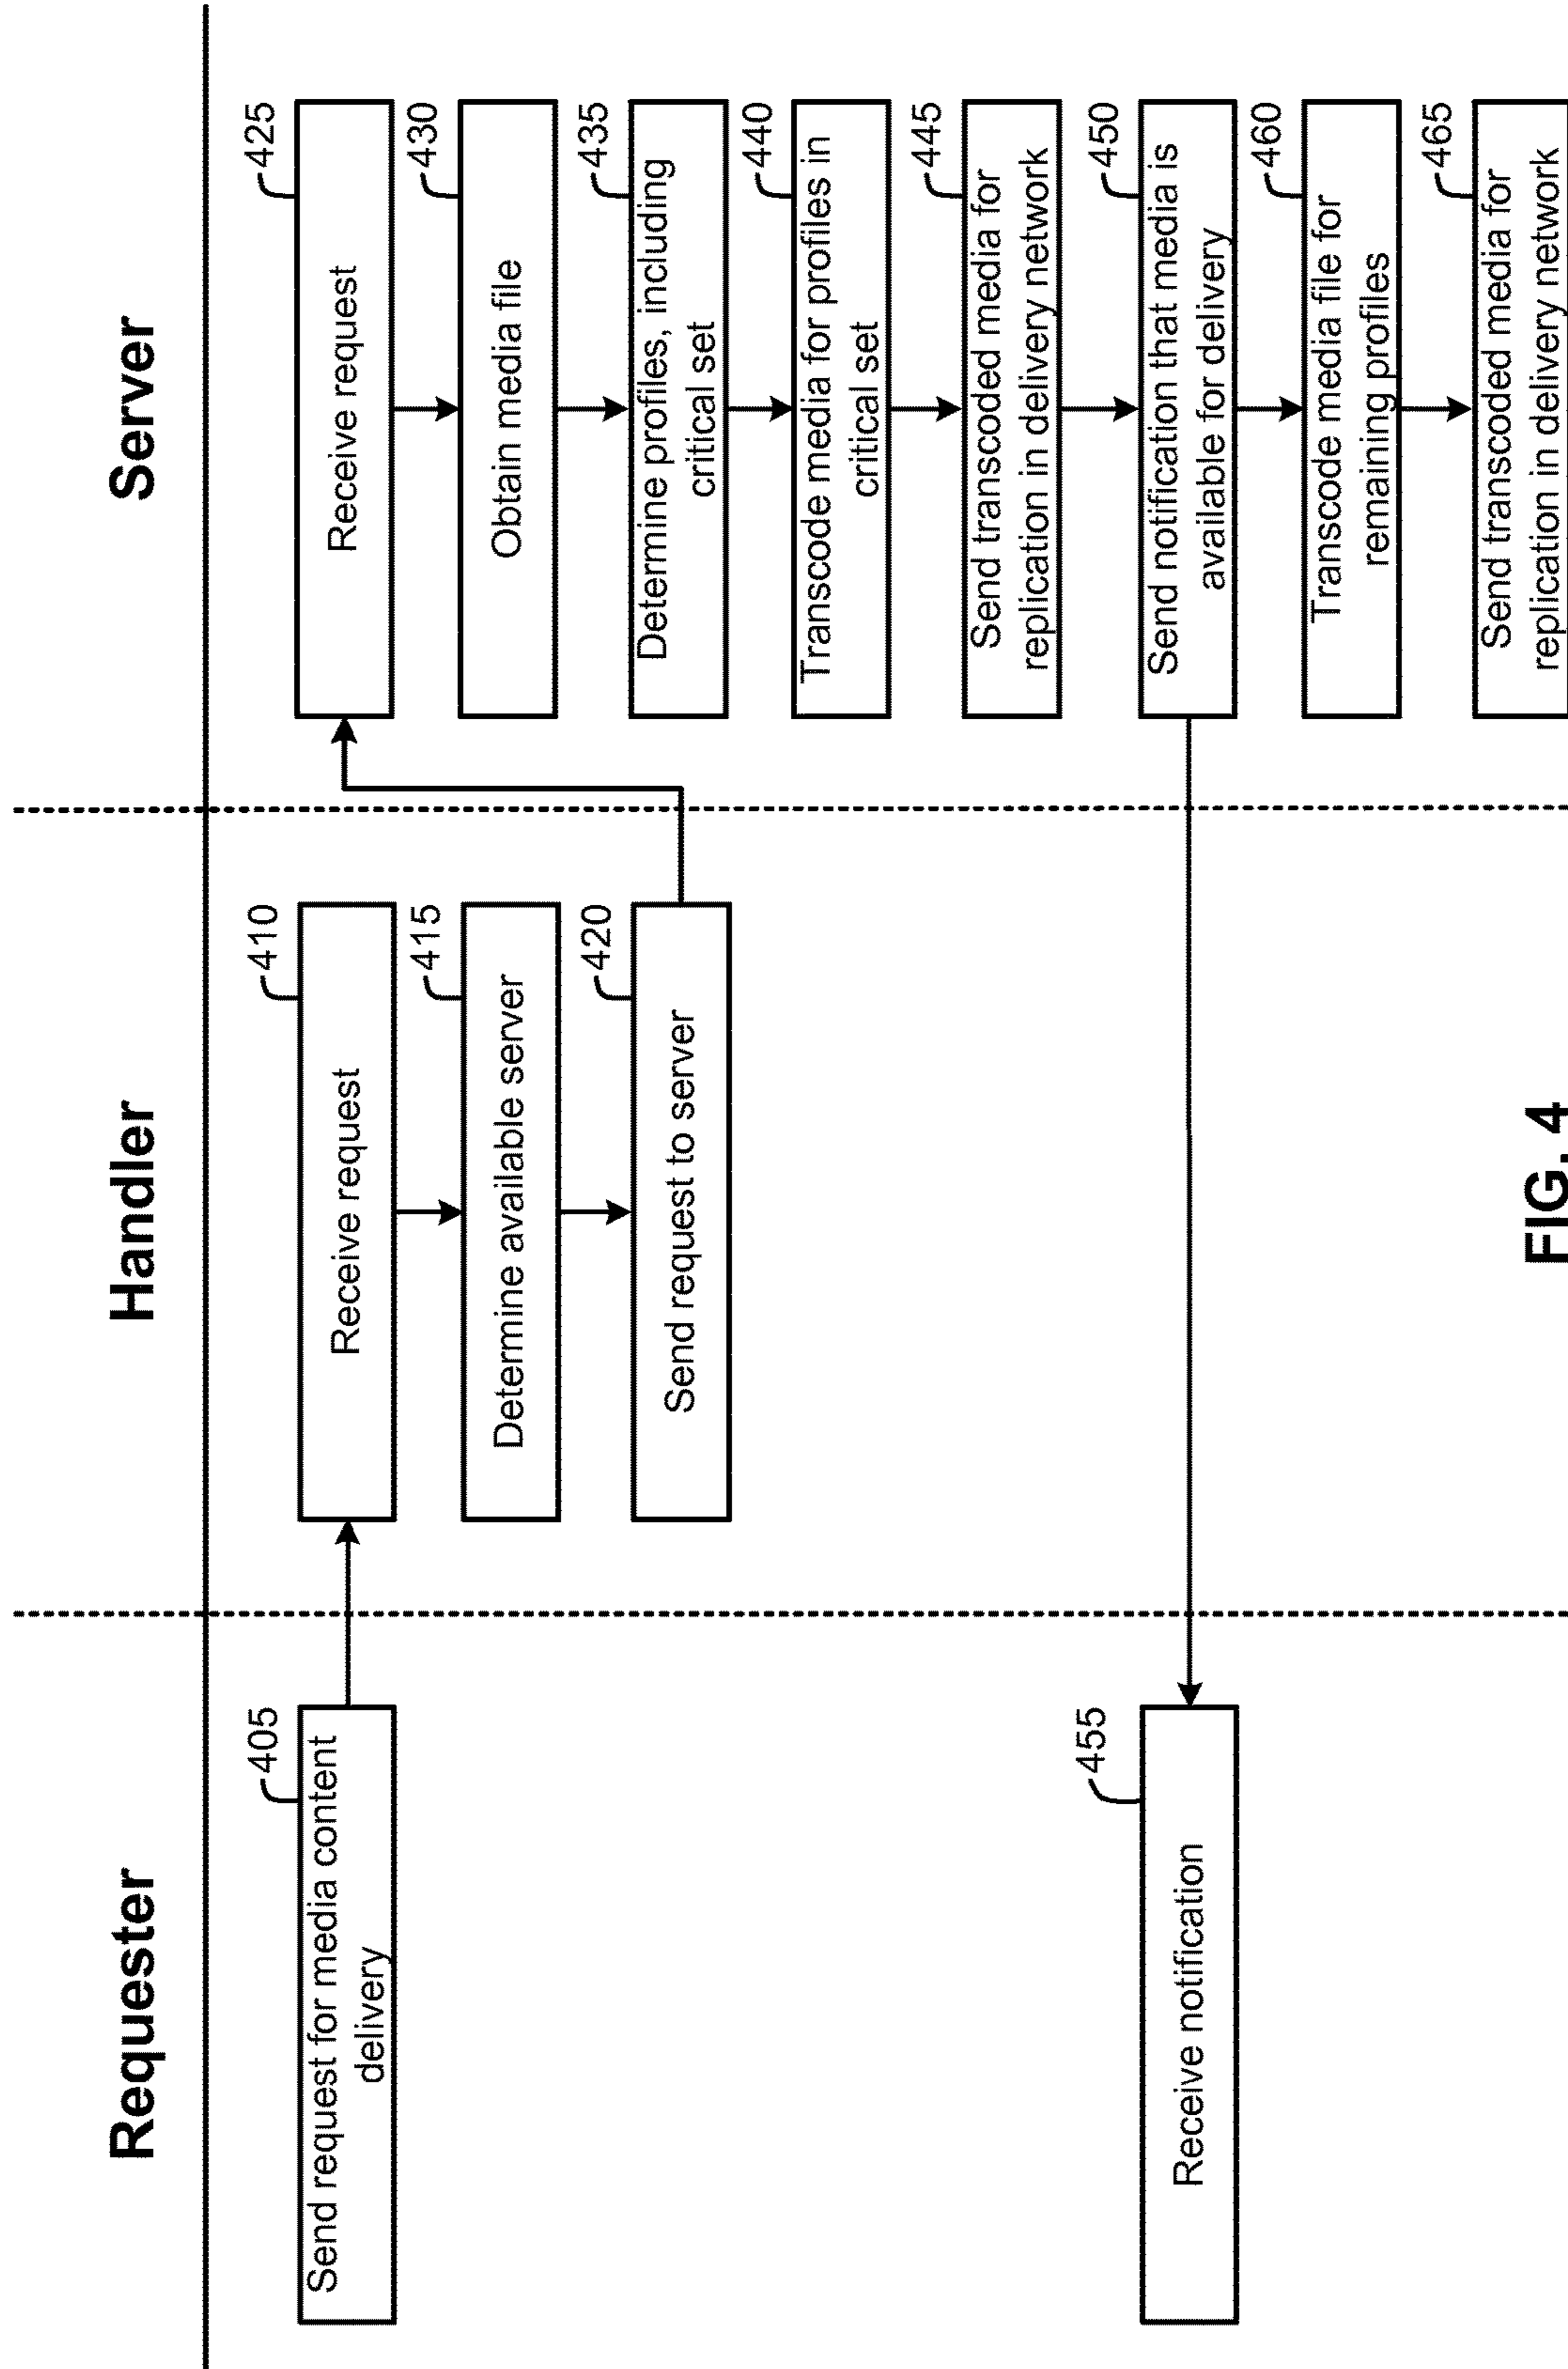 Requester
Handler
Server
405
Send request for media content
delivery
410
Receive request
415
Determine available server
420
Send request to server
425
Receive request
430
Obtain media file
435
Determine profiles, including
critical set
440
Transcode media for profiles in
critical set
445
Send transcoded media for
replication in delivery network
450
Send notification that media is
available for delivery
455
Receive notification
460
Transcode media file for
remaining profiles
465
Send transcoded media for
replication in delivery network
FIG. 4